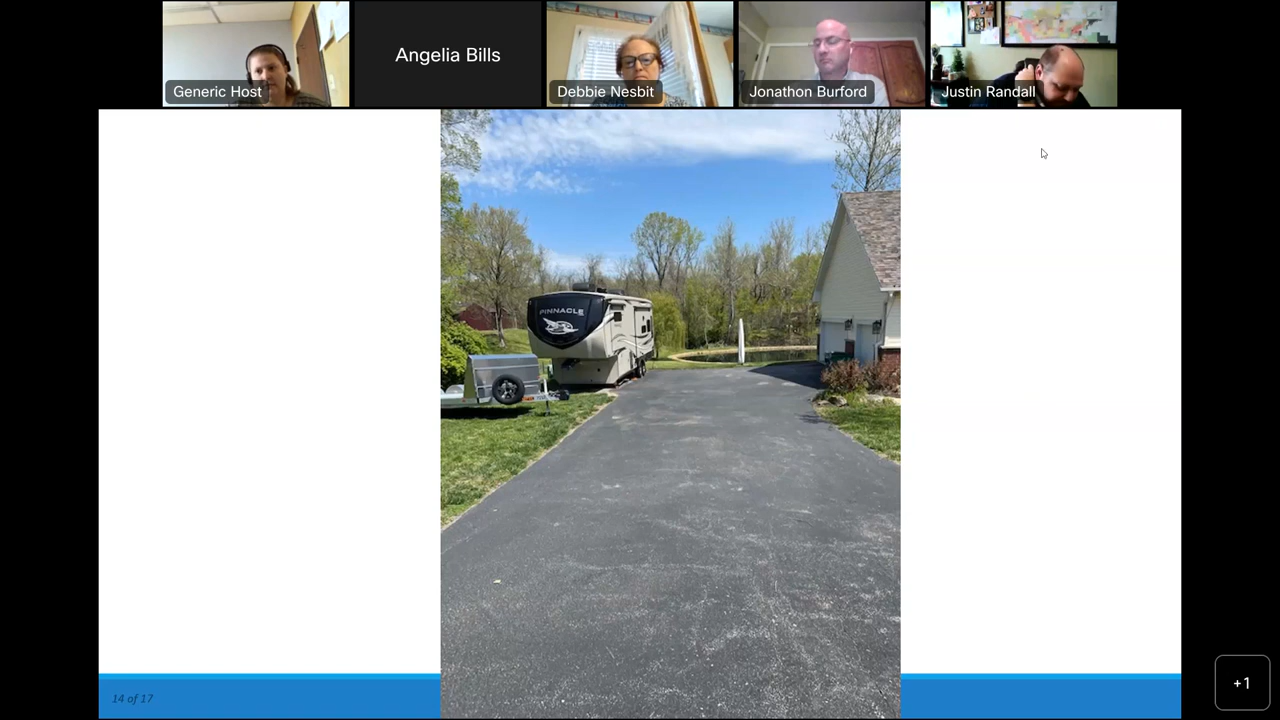 Generic Host
Angelia Bills
Debbie Nesbit
Jonathon Burford
Justin Randall
PINNACLE
14 of 17
+1